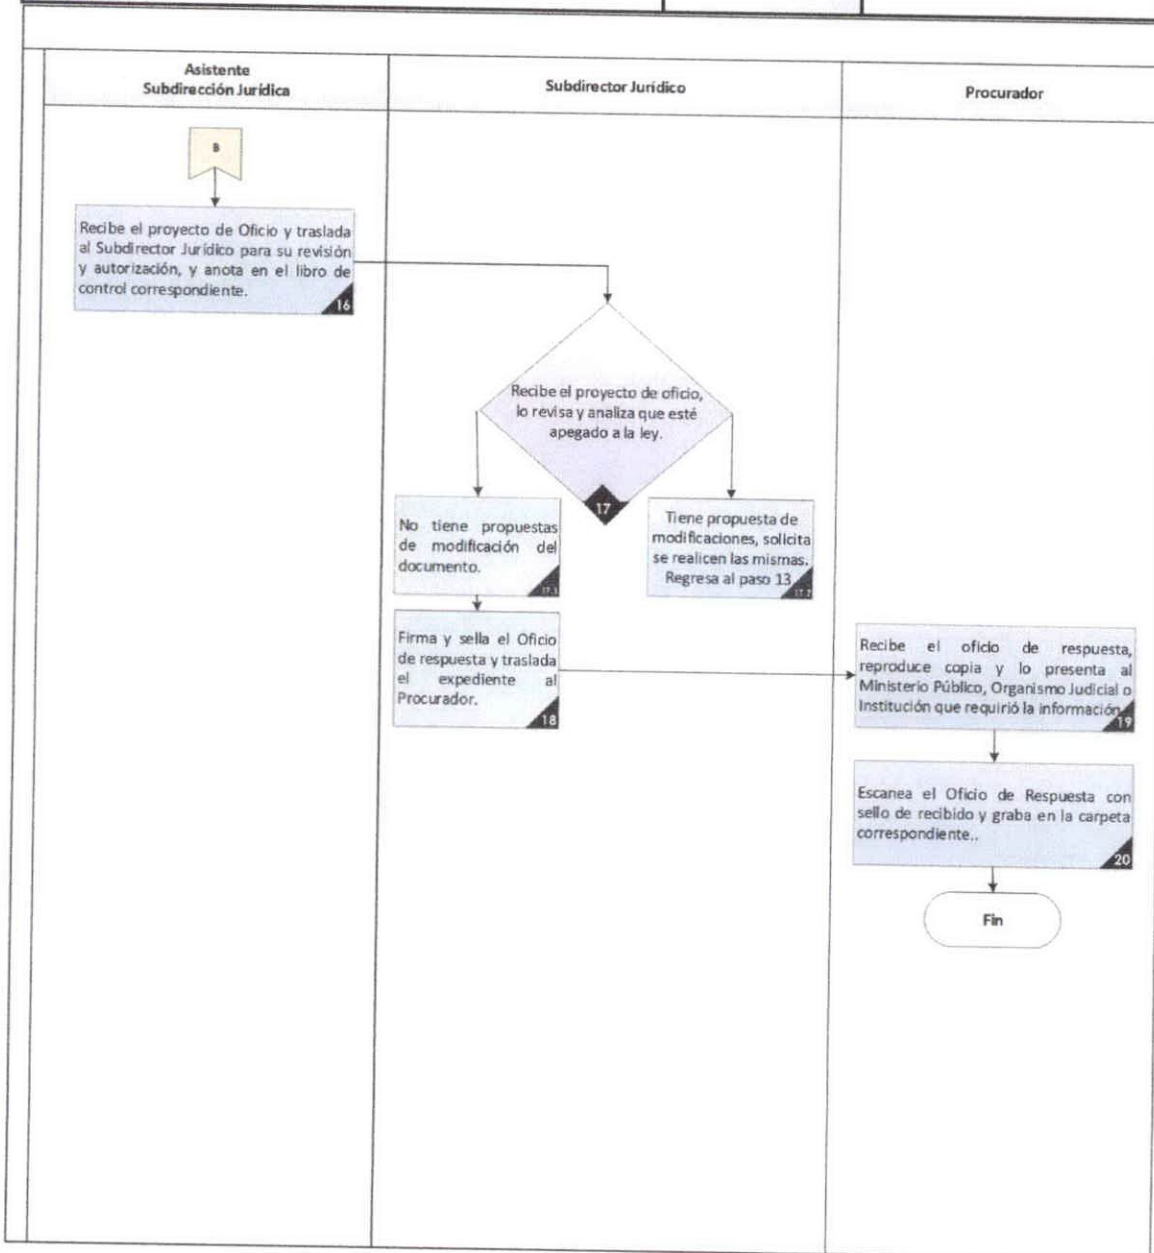 Asistente
Subdirección Jurídica
Subdirector Jurídico
Procurador
B
Recibe el proyecto de Oficio y traslada
al Subdirector Jurídico para su revisión
y autorización, y anota en el libro de
control correspondiente.
16
Recibe el proyecto de oficio,
lo revisa y analiza que esté
apegado a la ley.
17
No tiene propuestas
de modificación del
documento.
17.1
Tiene propuesta de
modificaciones, solicita
se realicen las mismas.
Regresa al paso 13
17.2
Firma y sella el Oficio
de respuesta y traslada
el expediente al
Procurador.
18
Recibe el oficio de respuesta,
reproduce copia y lo presenta al
Ministerio Público, Organismo Judicial o
Institución que requirió la información
19
Escanea el Oficio de Respuesta con
sello de recibido y graba en la carpeta
correspondiente..
20
Fin